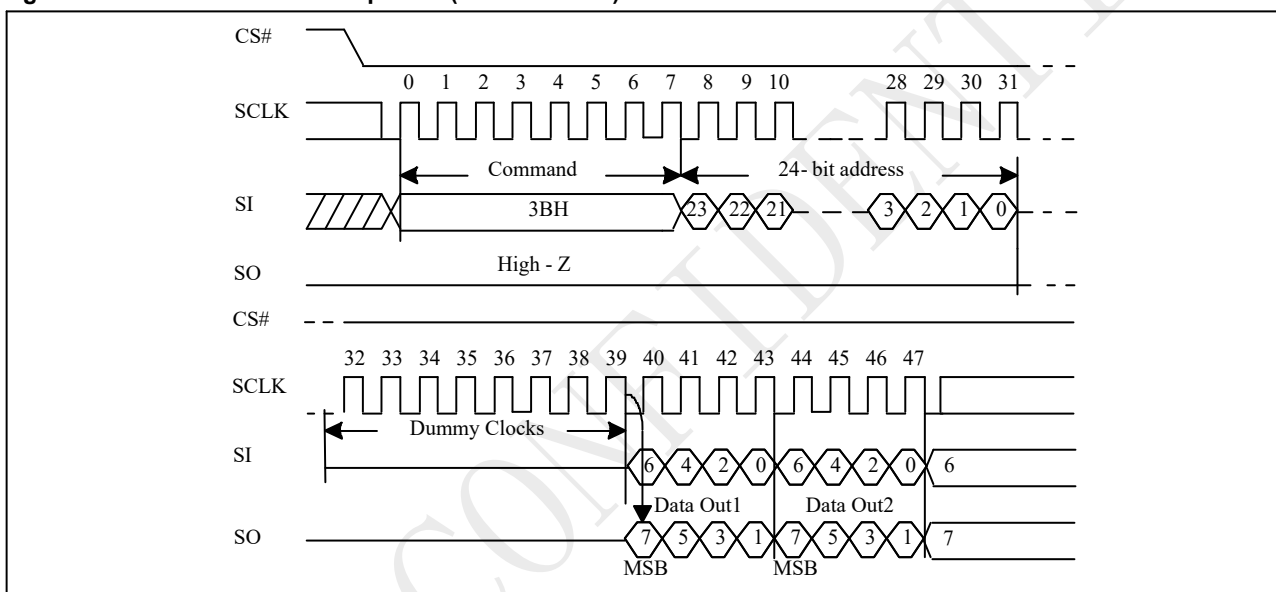 CS#
0 1 2 3 4 5 6 7 8 9 10 28 29 30 31
SCLK
Command 24- bit address
SI 3BH 23 22 21 3 2 1 0
SO High - Z
CS#
32 33 34 35 36 37 38 39 40 41 42 43 44 45 46 47
SCLK
Dummy Clocks
SI 6 4 2 0 6 4 2 0 6
Data Out1 Data Out2
SO 7 5 3 1 7 5 3 1 7
MSB MSB